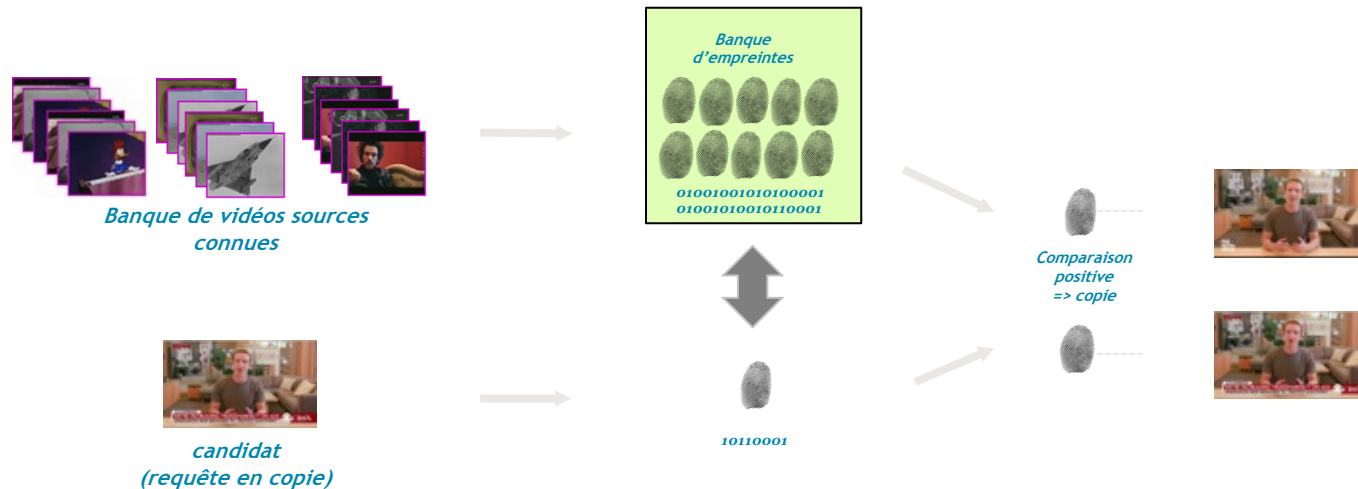 Banque
d'empreintes
01001001010100001
01001010010110001
Banque de vidéos sources
connues
Comparaison
positive
=> copie
10110001
candidat
(requête en copie)